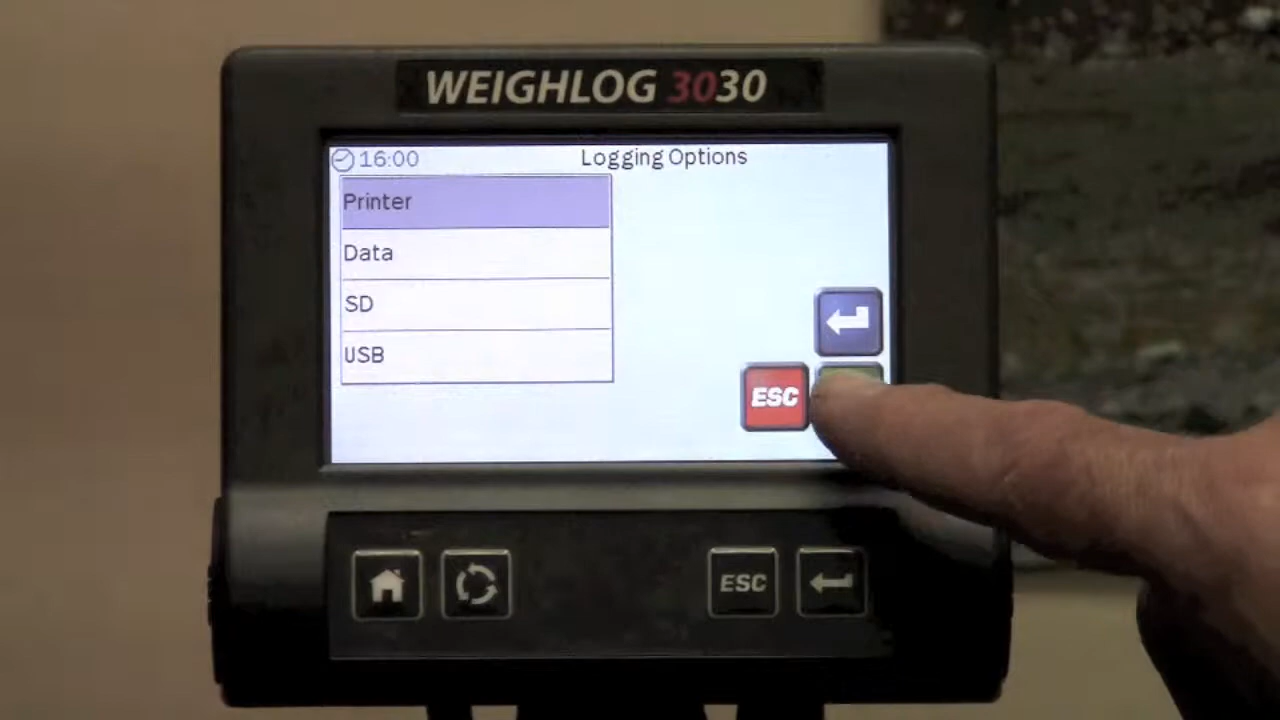 WEIGHLOG 3030
16:00 Logging Options
Printer
Data
SD
USB
ESC
ESC